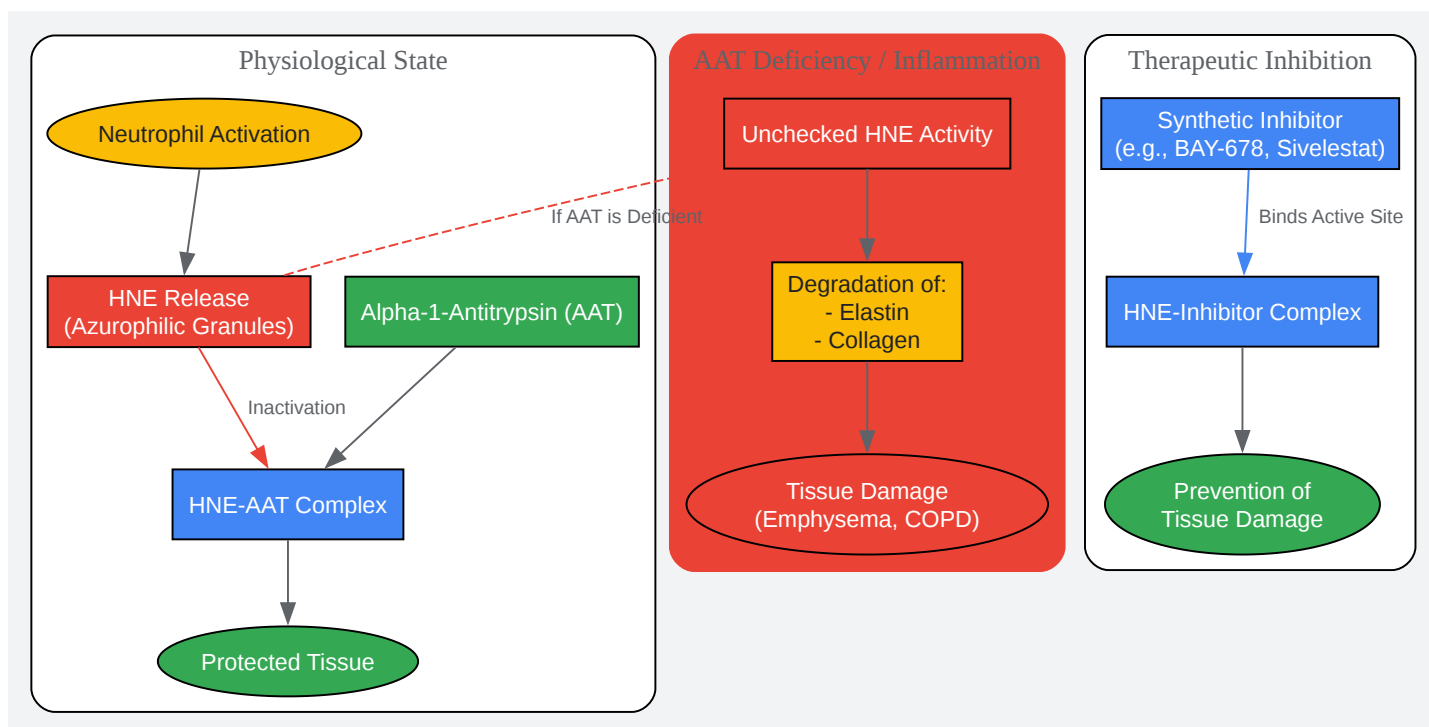 Physiological State
Neutrophil Activation
HNE Release
(Azurophilic Granules)
Alpha-1-Antitrypsin (AAT)
Inactivation
HNE-AAT Complex
Protected Tissue
If AAT is Deficient
AAT Deficiency / Inflammation
Unchecked HNE Activity
Degradation of:
- Elastin
- Collagen
Tissue Damage
(Emphysema, COPD)
Therapeutic Inhibition
Synthetic Inhibitor
(e.g., BAY-678, Sivelestat)
Binds Active Site
HNE-Inhibitor Complex
Prevention of
Tissue Damage